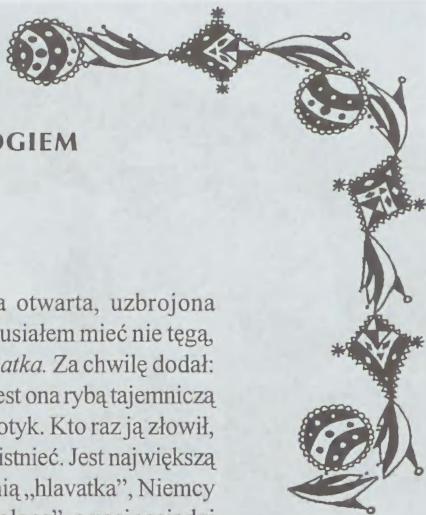 OGIEM
a otwarta, uzbrojona
usiałem mieć nie tęgą,
atka. Za chwilę dodał:
jest ona rybą tajemniczą
otyk. Kto raz ją złowił,
istnieć. Jest największą
nią „hlavatka”, Niemcy